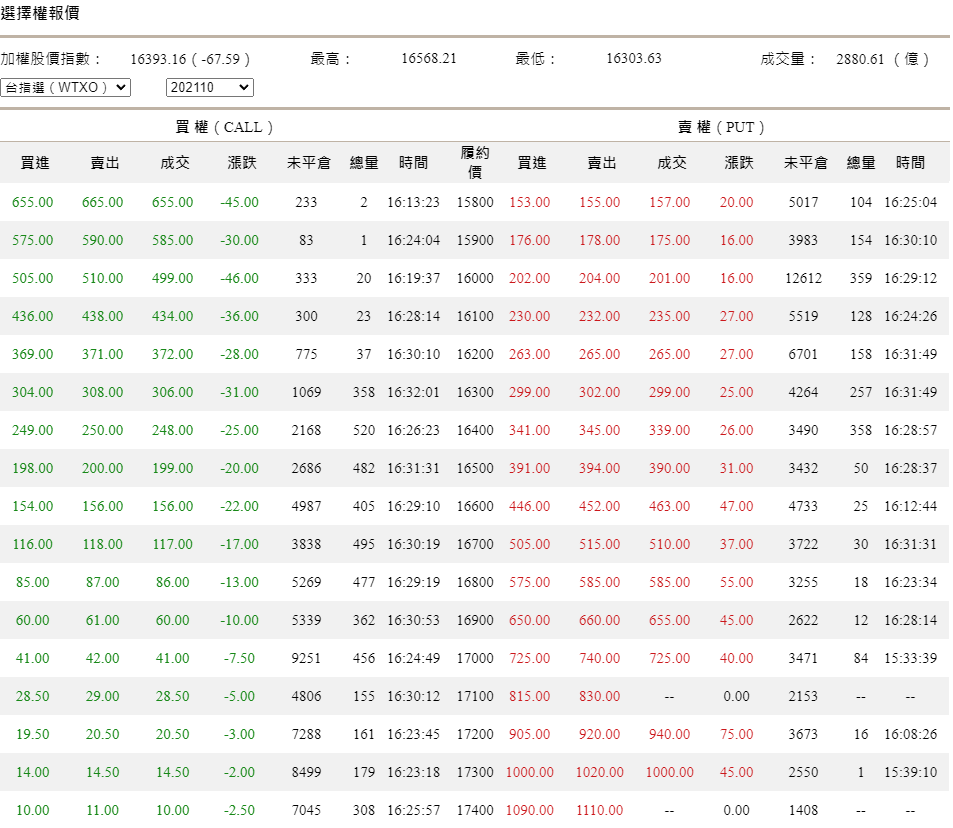 選擇權報價
加權股價指數： 16393.16 ( -67.59 ) 最高： 16568.21 最低： 16303.63 成交量： 2880.61 （億）
台指選（WTXO） 202110
買 權（CALL） 賣 權（PUT）
買進 賣出 成交 漲跌 未平倉 總量 時間 履約價 買進 賣出 成交 漲跌 未平倉 總量 時間
655.00 665.00 655.00 -45.00 233 2 16:13:23 15800 153.00 155.00 157.00 20.00 5017 104 16:25:04
575.00 590.00 585.00 -30.00 83 1 16:24:04 15900 176.00 178.00 175.00 16.00 3983 154 16:30:10
505.00 510.00 499.00 -46.00 333 20 16:19:37 16000 202.00 204.00 201.00 16.00 12612 359 16:29:12
436.00 438.00 434.00 -36.00 300 23 16:28:14 16100 230.00 232.00 235.00 27.00 5519 128 16:24:26
369.00 371.00 372.00 -28.00 775 37 16:30:10 16200 263.00 265.00 265.00 27.00 6701 158 16:31:49
304.00 308.00 306.00 -31.00 1069 358 16:32:01 16300 299.00 302.00 299.00 25.00 4264 257 16:31:49
249.00 250.00 248.00 -25.00 2168 520 16:26:23 16400 341.00 345.00 339.00 26.00 3490 358 16:28:57
198.00 200.00 199.00 -20.00 2686 482 16:31:31 16500 391.00 394.00 390.00 31.00 3432 50 16:28:37
154.00 156.00 156.00 -22.00 4987 405 16:29:10 16600 446.00 452.00 463.00 47.00 4733 25 16:12:44
116.00 118.00 117.00 -17.00 3838 495 16:30:19 16700 505.00 515.00 510.00 37.00 3722 30 16:31:31
85.00 87.00 86.00 -13.00 5269 477 16:29:19 16800 575.00 585.00 585.00 55.00 3255 18 16:23:34
60.00 61.00 60.00 -10.00 5339 362 16:30:53 16900 650.00 660.00 655.00 45.00 2622 12 16:28:14
41.00 42.00 41.00 -7.50 9251 456 16:24:49 17000 725.00 740.00 725.00 40.00 3471 84 15:33:39
28.50 29.00 28.50 -5.00 4806 155 16:30:12 17100 815.00 830.00 -- 0.00 2153 -- --
19.50 20.50 20.50 -3.00 7288 161 16:23:45 17200 905.00 920.00 940.00 75.00 3673 16 16:08:26
14.00 14.50 14.50 -2.00 8499 179 16:23:18 17300 1000.00 1020.00 1000.00 45.00 2550 1 15:39:10
10.00 11.00 10.00 -2.50 7045 308 16:25:57 17400 1090.00 1110.00 -- 0.00 1408 -- --